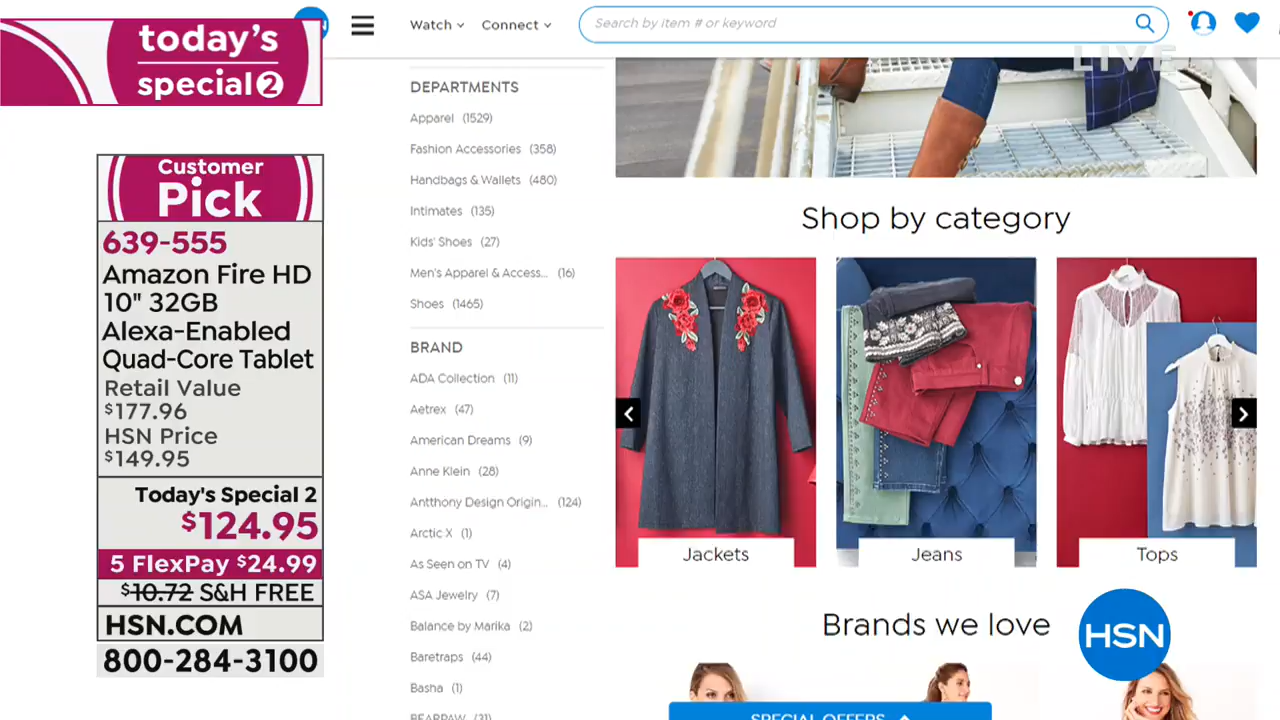 today's
special2
Customer
Pick
639-555
Amazon Fire HD
10" 32GB
Alexa-Enabled
Quad-Core Tablet
Retail Value
$177.96
HSN Price
$149.95
Today's Special 2
$124.95
5 FlexPay $24.99
$10.72 S&H FREE
HSN.COM
800-284-3100
Watch
Connect
Search by item # or keyword
LIVE
DEPARTMENTS
Apparel (1529)
Fashion Accessories (358)
Handbags & Wallets (480)
Intimates (135)
Kids' Shoes (27)
Men's Apparel & Access... (16)
Shoes (1465)
BRAND
ADA Collection (11)
Aetrex (47)
American Dreams (9)
Anne Klein (28)
Antthony Design Origin... (124)
Arctic X (1)
As Seen on TV (4)
ASA Jewelry (7)
Balance by Marika (2)
Baretraps (44)
Basha (1)
BEARPAW (31)
Shop by category
Jackets
Jeans
Tops
Brands we love
HSN
SPECIAL OFFERS